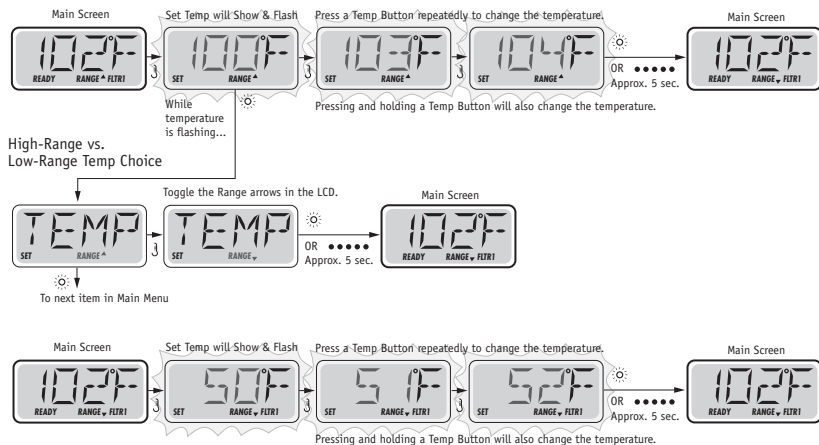 Main Screen Set Temp will Show & Flash Press a Temp Button repeatedly to change the temperature. Main Screen
102°F 100°F 103°F 104°F 102°F
READY RANGE FLTR1 SET RANGE SET RANGE SET RANGE OR Approx. 5 sec. READY RANGE FLTR1
While
temperature
is flashing...
Pressing and holding a Temp Button will also change the temperature.
High-Range vs.
Low-Range Temp Choice
Toggle the Range arrows in the LCD. Main Screen
TEMP TEMP 102°F
SET RANGE SET RANGE OR Approx. 5 sec. READY RANGE FLTR1
To next item in Main Menu
Main Screen Set Temp will Show & Flash Press a Temp Button repeatedly to change the temperature. Main Screen
102°F 50°F 51°F 52°F 102°F
READY RANGE FLTR1 SET RANGE FLTR1 SET RANGE FLTR1 SET RANGE FLTR1 OR Approx. 5 sec. READY RANGE FLTR1
Pressing and holding a Temp Button will also change the temperature.